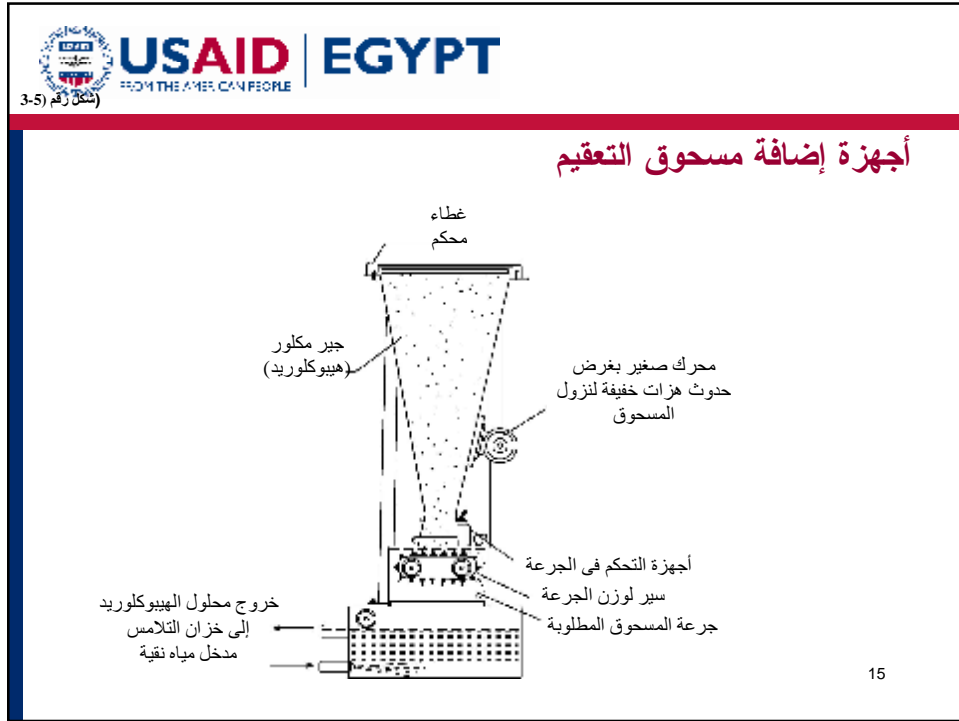 USAID | EGYPT
FROM THE AMERICAN PEOPLE
(شكل رقم (5-3
أجهزة إضافة مسحوق التعقيم
غطاء
محكم
جير مكلور
(هيبوكلوريد)
محرك صغير بغرض
حدوث هزات خفيفة لنزول
المسحوق
أجهزة التحكم فى الجرعة
سير لوزن الجرعة
جرعة المسحوق المطلوبة
خروج محلول الهيبوكلوريد
إلى خزان التلامس
مدخل مياه نقية
15